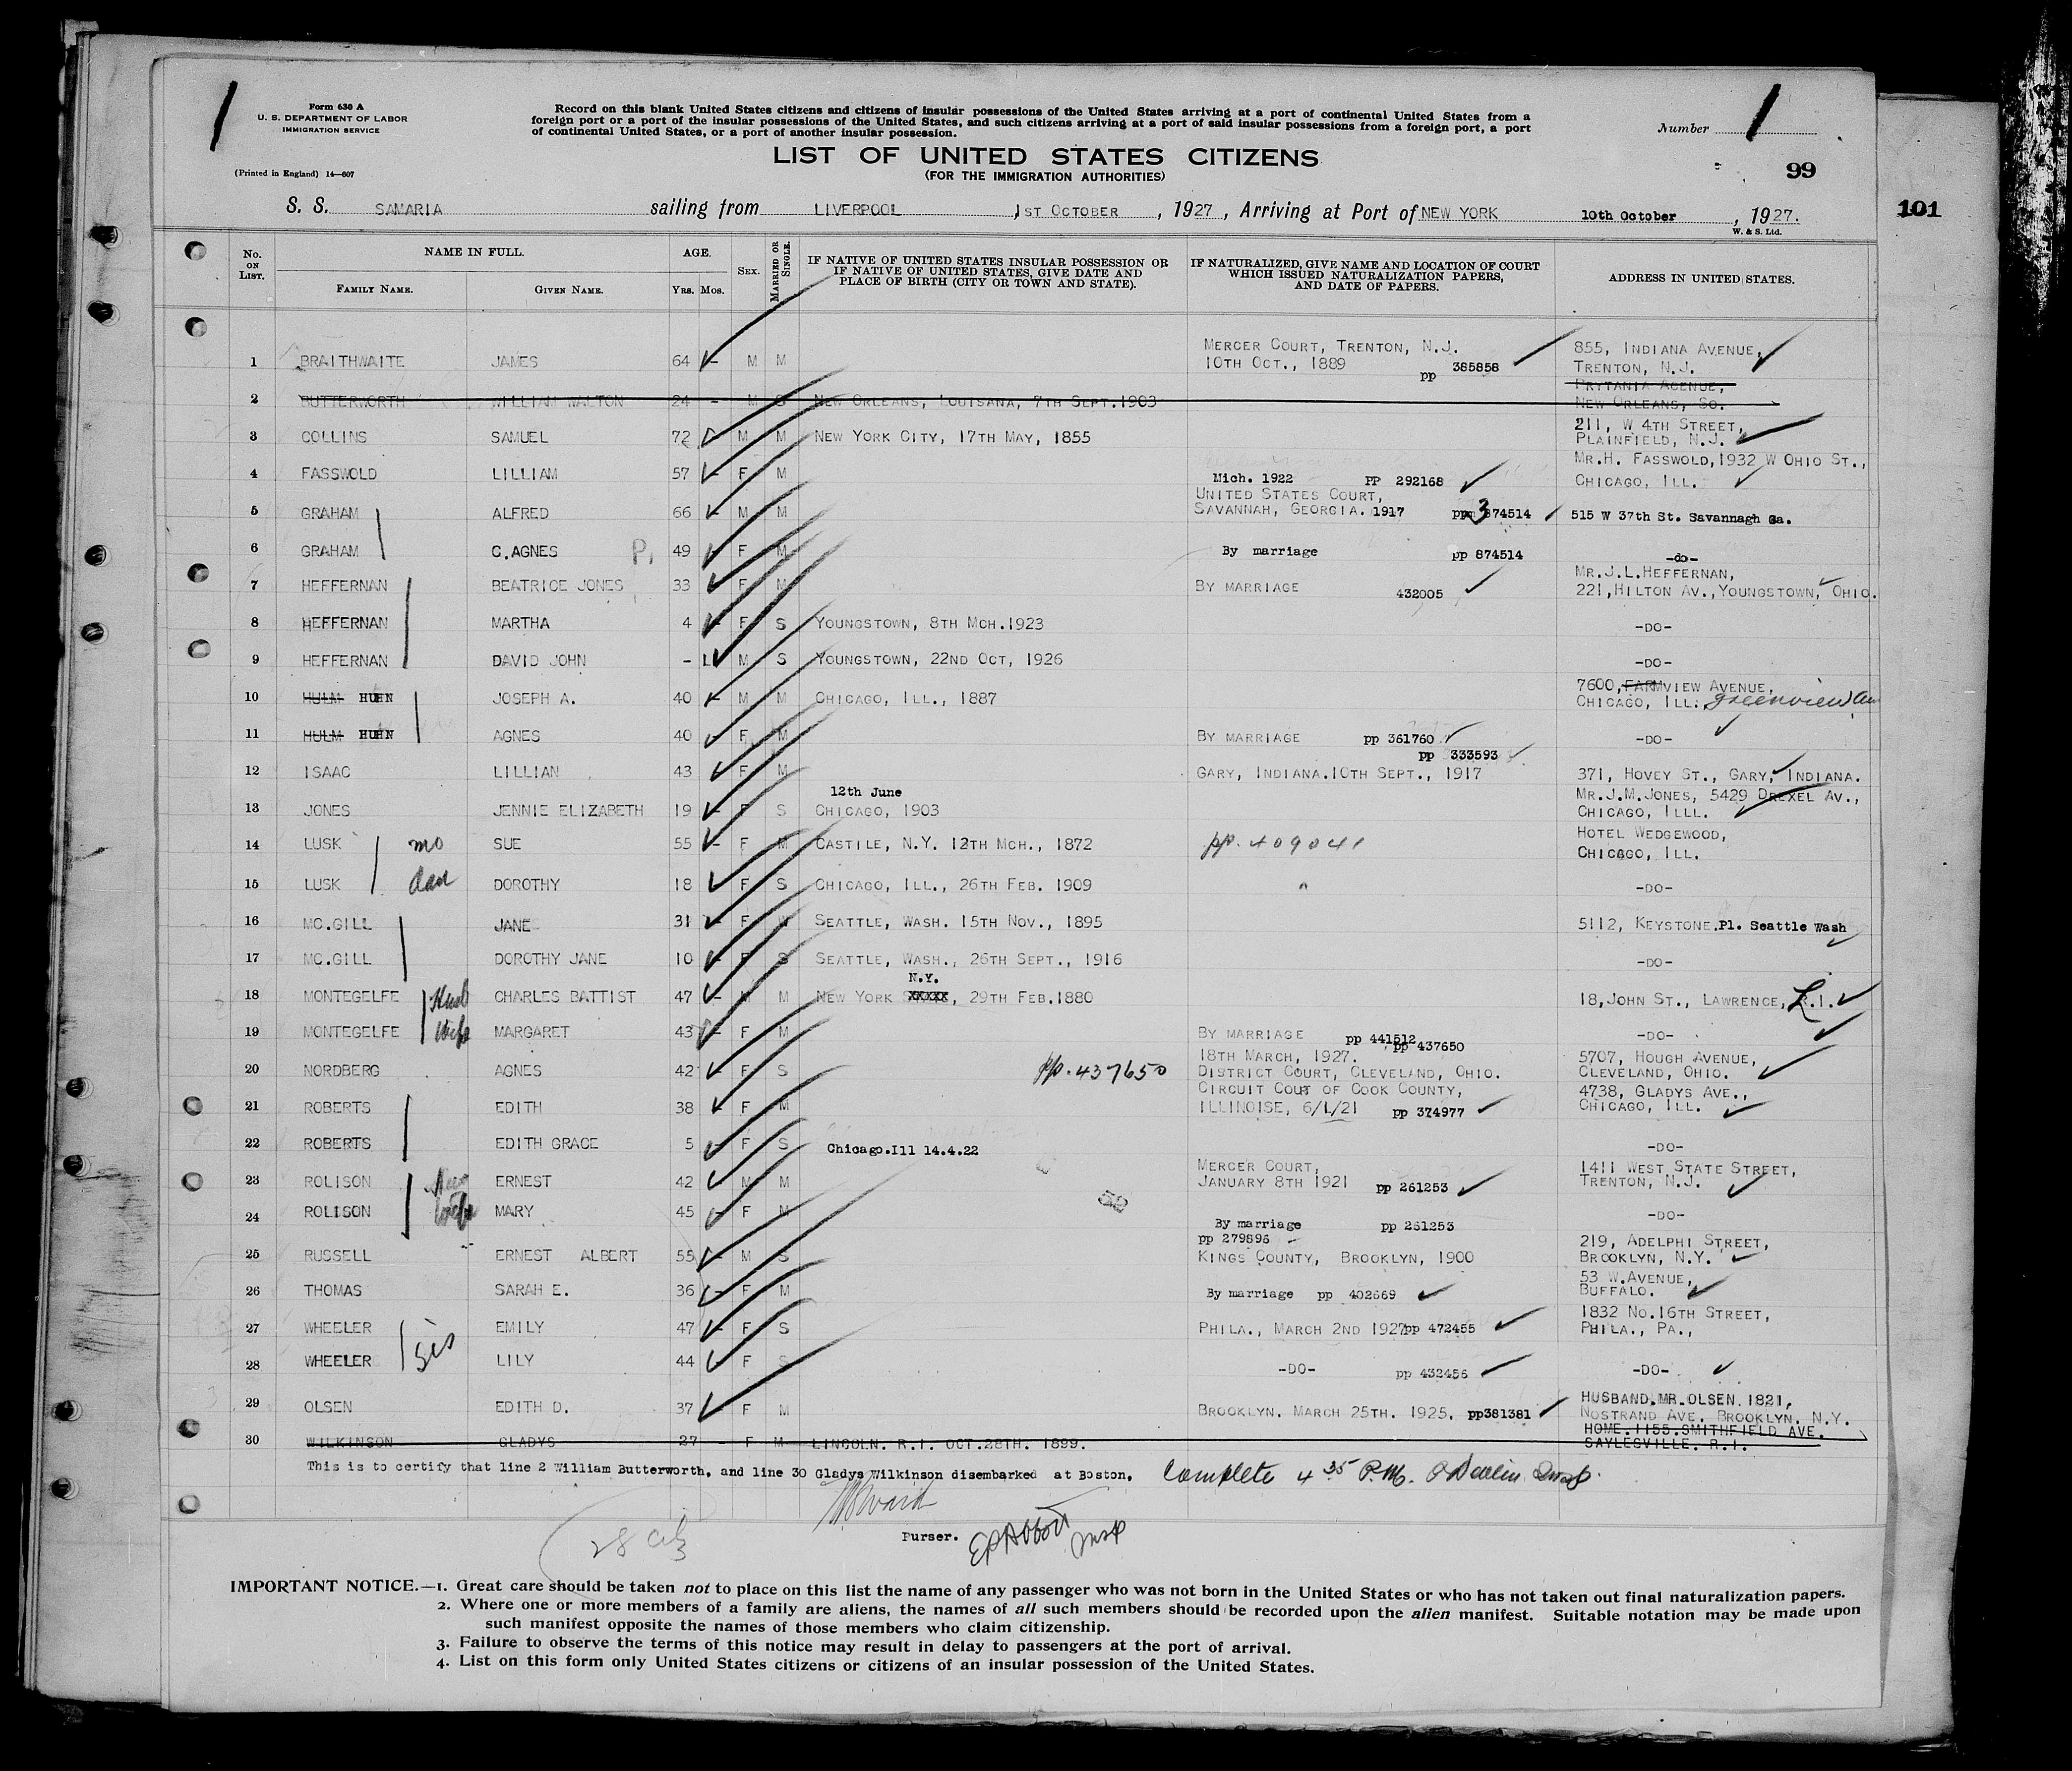 Form 630 A
U. S. DEPARTMENT OF LABOR
IMMIGRATION SERVICE
(Printed in England) 14—607
Record on this blank United States citizens and citizens of insular possessions of the United States arriving at a port of continental United States from a
foreign port or a port of the insular possessions of the United States, and such citizens arriving at a port of said insular possessions from a foreign port, a port
of continental United States, or a port of another insular possession.
Number 1
LIST OF UNITED STATES CITIZENS
(FOR THE IMMIGRATION AUTHORITIES)
99
101
S. S. SAMARIA sailing from LIVERPOOL 1ST OCTOBER, 1927, Arriving at Port of NEW YORK 10th October, 1927.
W. & S. Ltd.
No. ON LIST. NAME IN FULL. FAMILY NAME. GIVEN NAME. AGE. YRS. MOS. SEX. MARRIED OR SINGLE. IF NATIVE OF UNITED STATES INSULAR POSSESSION OR IF NATIVE OF UNITED STATES, GIVE DATE AND PLACE OF BIRTH (CITY OR TOWN AND STATE). IF NATURALIZED, GIVE NAME AND LOCATION OF COURT WHICH ISSUED NATURALIZATION PAPERS, AND DATE OF PAPERS. ADDRESS IN UNITED STATES.
1 BRAITHWAITE JAMES 64 - M M MERCER COURT, TRENTON, N.J. 10TH OCT., 1889 pp 385858 855, INDIANA AVENUE, TRENTON, N.J.
2 BUTTERWORTH WILLIAM WALTON 24 - M S NEW ORLEANS, LOUISANA, 7TH SEPT.1903 PRYTANIA AGENUE, NEW ORLEANS, SO.
3 COLLINS SAMUEL 72 M M NEW YORK CITY, 17TH MAY, 1855 211, W 4TH STREET, PLAINFIELD, N.J.
4 FASSWOLD LILLIAM 57 - F M Mich. 1922 PP 292168 MR.H. FASSWOLD,1932 W OHIO ST., CHICAGO, ILL.
5 GRAHAM ALFRED 66 - M M UNITED STATES COURT, SAVANNAH, GEORGIA. 1917 pp 374514 515 W 37th St. Savannagh Ga.
6 GRAHAM C.AGNES P. 49 F M By marriage pp 874514 -do-
7 HEFFERNAN BEATRICE JONES 33 - F M BY MARRIAGE 432005 MR.J.L.HEFFERNAN, 221,HILTON AV.,YOUNGSTOWN, OHIO.
8 HEFFERNAN MARTHA 4 - F S YOUNGSTOWN, 8TH MCH.1923 -DO-
9 HEFFERNAN DAVID JOHN - M S YOUNGSTOWN, 22ND OCT, 1926 -DO-
10 HULM HUHN JOSEPH A. 40 - M M CHICAGO, ILL., 1887 7600, FARMVIEW AVENUE, CHICAGO, ILL. greenview Av
11 HULM HUHN AGNES 40 - F M BY MARRIAGE pp 361760 -DO-
12 ISAAC LILLIAN 43 F M pp 333593 GARY, INDIANA.10TH SEPT., 1917 371, HOVEY ST., GARY, INDIANA.
13 JONES JENNIE ELIZABETH 19 - F S 12th June CHICAGO, 1903 MR.J.M.JONES, 5429 DREXEL AV., CHICAGO, ILLL.
14 LUSK mo SUE 55 - F M CASTILE, N.Y. 12TH MCH., 1872 pp. 409041 HOTEL WEDGEWOOD, CHICAGO, ILL.
15 LUSK dau DOROTHY 18 F S CHICAGO, ILL., 26TH FEB. 1909 " -DO-
16 MC.GILL JANE 31 - F W SEATTLE, WASH. 15TH NOV., 1895 5112, KEYSTONE.Pl. Seattle Wash
17 MC.GILL DOROTHY JANE 10 - F S SEATTLE, WASH., 26TH SEPT., 1916 -DO-
18 MONTEGELFE Husb CHARLES BATTIST 47 - M M NEW YORK XXXXX N.Y., 29TH FEB.1880 18,JOHN ST., LAWRENCE, R.I.
19 MONTEGELFE Wife MARGARET 43 - F M BY MARRIAGE pp 441512 -DO-
20 NORDBERG AGNES 42 - F S pp. 437650 pp 437650 18TH MARCH, 1927. DISTRICT COURT, CLEVELAND, OHIO. 5707, HOUGH AVENUE, CLEVELAND, OHIO.
21 ROBERTS EDITH 38 - F M CIRCUIT COUT OF COOK COUNTY, ILLINOISE, 6/1/21 pp 374977 4738, GLADYS AVE., CHICAGO, ILL.
22 ROBERTS EDITH GRACE 5 - F S Chicago.Ill 14.4.22 -DO-
23 ROLISON ERNEST 42 M M MERCER COURT, JANUARY 8TH 1921 pp 261253 1411 WEST STATE STREET, TRENTON, N.J.
24 ROLISON Wife MARY 45 - F M By marriage pp 261253 -DO-
25 RUSSELL ERNEST ALBERT 55 - M S pp 279896 KINGS COUNTY, BROOKLYN, 1900 219, ADELPHI STREET, BROOKLYN, N.Y.
26 THOMAS SARAH E. 36 - F M By marriage pp 402669 53 W.AVENUE, BUFFALO.
27 WHEELER sis EMILY 47 - F S PHILA., MARCH 2ND 1927 pp 472455 1832 NO.16TH STREET, PHILA., PA.,
28 WHEELER LILY 44 - F S -DO- pp 432456 -DO-
29 OLSEN EDITH D. 37 F M BROOKLYN. MARCH 25TH. 1925. pp381381 HUSBAND.MR.OLSEN.1821, NOSTRAND AVE. BROOKLYN. N.Y.
30 WILKINSON GLADYS 27 - F M LINCOLN. R.I. OCT.28TH. 1899. HOME.1155.SMITHFIELD AVE. SAYLESVILLE. R.I.
This is to certify that line 2 William Butterworth, and line 30 Gladys Wilkinson disembarked at Boston. Complete 4 35 P.M. Devlin Insp.
Purser. EP Abbott Insp
28
IMPORTANT NOTICE.—1. Great care should be taken not to place on this list the name of any passenger who was not born in the United States or who has not taken out final naturalization papers.
2. Where one or more members of a family are aliens, the names of all such members should be recorded upon the alien manifest. Suitable notation may be made upon
such manifest opposite the names of those members who claim citizenship.
3. Failure to observe the terms of this notice may result in delay to passengers at the port of arrival.
4. List on this form only United States citizens or citizens of an insular possession of the United States.